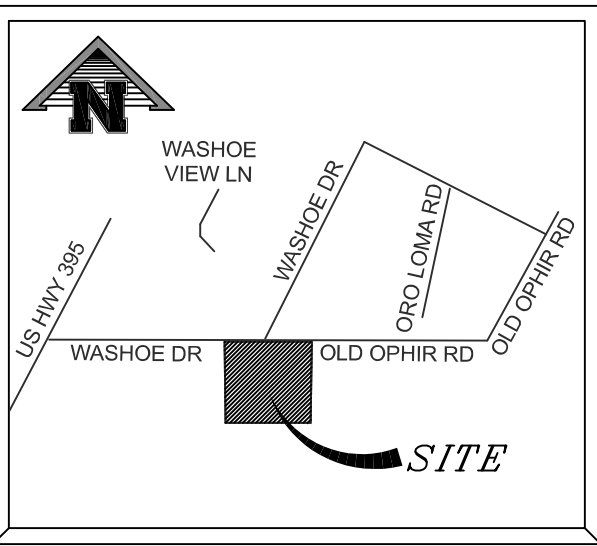 N
WASHOE
VIEW LN
WASHOE DR
ORO LOMA RD
OLD OPHIR RD
US HWY 395
WASHOE DR
OLD OPHIR RD
SITE